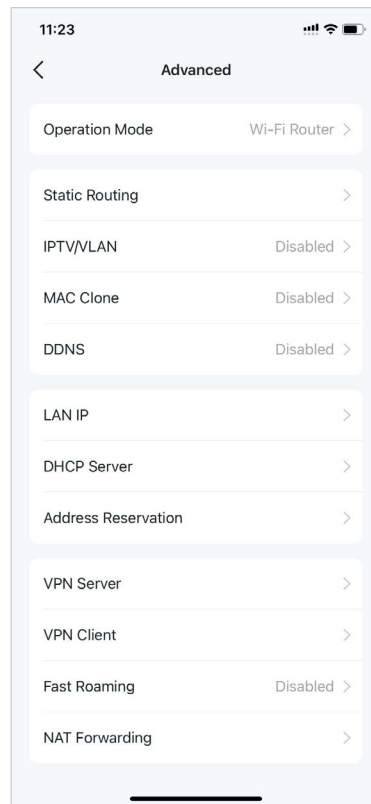 11:23
Advanced
Operation Mode Wi-Fi Router
Static Routing
IPTV/VLAN Disabled
MAC Clone Disabled
DDNS Disabled
LAN IP
DHCP Server
Address Reservation
VPN Server
VPN Client
Fast Roaming Disabled
NAT Forwarding